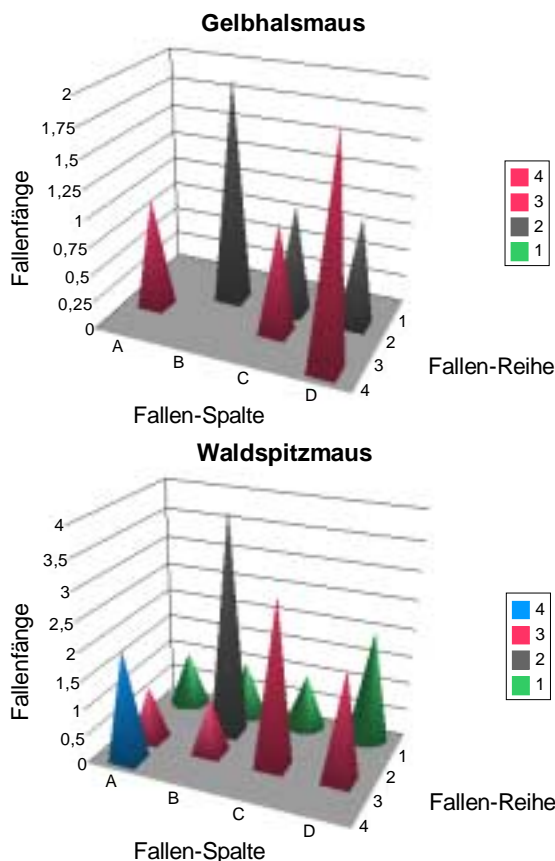 Gelbhalsmaus
2
1,75
1,5
1,25
1
0,75
0,5
0,25
0
Fallenfänge
A
B
C
D
Fallen-Spalte
1
2
3
4
Fallen-Reihe
4
3
2
1
Waldspitzmaus
4
3,5
3
2,5
2
1,5
1
0,5
0
Fallenfänge
A
B
C
D
Fallen-Spalte
1
2
3
4
Fallen-Reihe
4
3
2
1